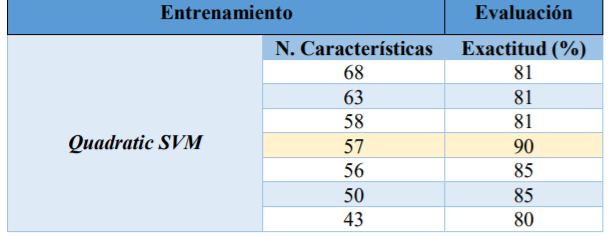 Entrenamiento Evaluación
N. Características Exactitud (%)
68 81
63 81
58 81
Quadratic SVM 57 90
56 85
50 85
43 80